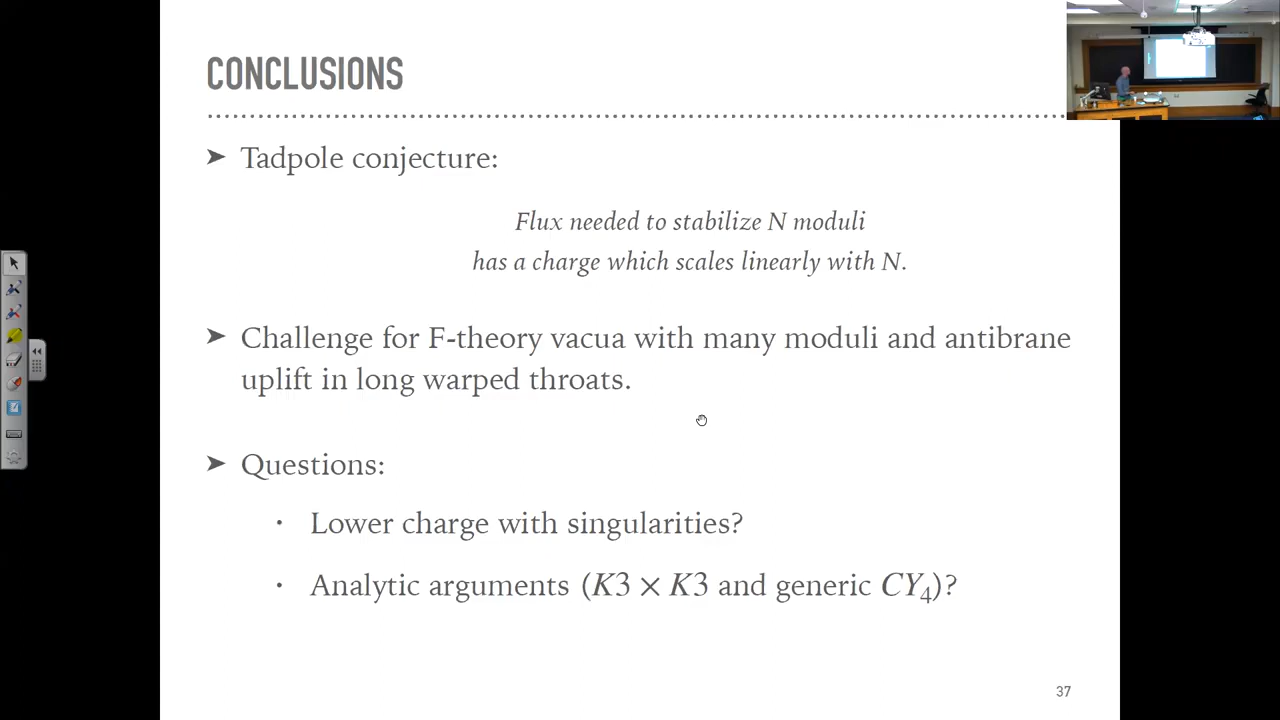 CONCLUSIONS
➤ Tadpole conjecture:
Flux needed to stabilize N moduli
has a charge which scales linearly with N.
➤ Challenge for F-theory vacua with many moduli and antibrane
uplift in long warped throats.
➤ Questions:
· Lower charge with singularities?
· Analytic arguments (K3 × K3 and generic CY₄)?
37